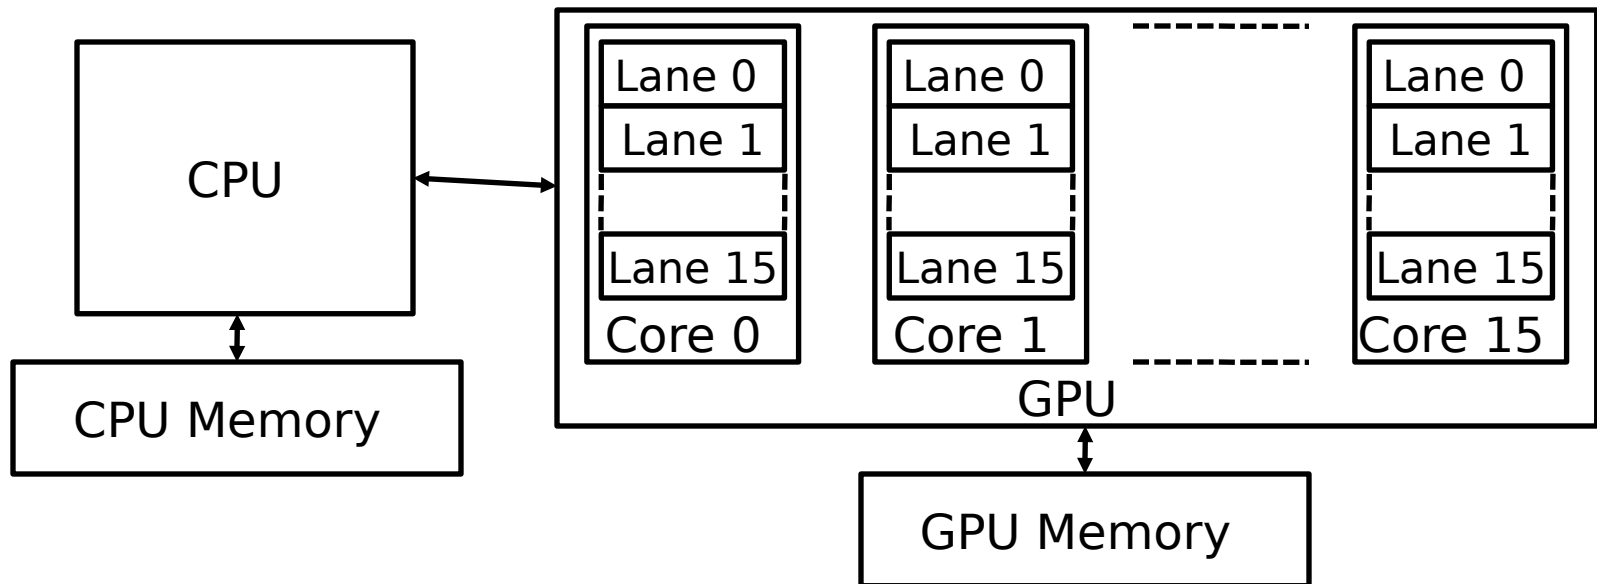 CPU
CPU Memory
Lane 0
Lane 1
Lane 15
Core 0
Lane 0
Lane 1
Lane 15
Core 1
Lane 0
Lane 1
Lane 15
Core 15
GPU
GPU Memory